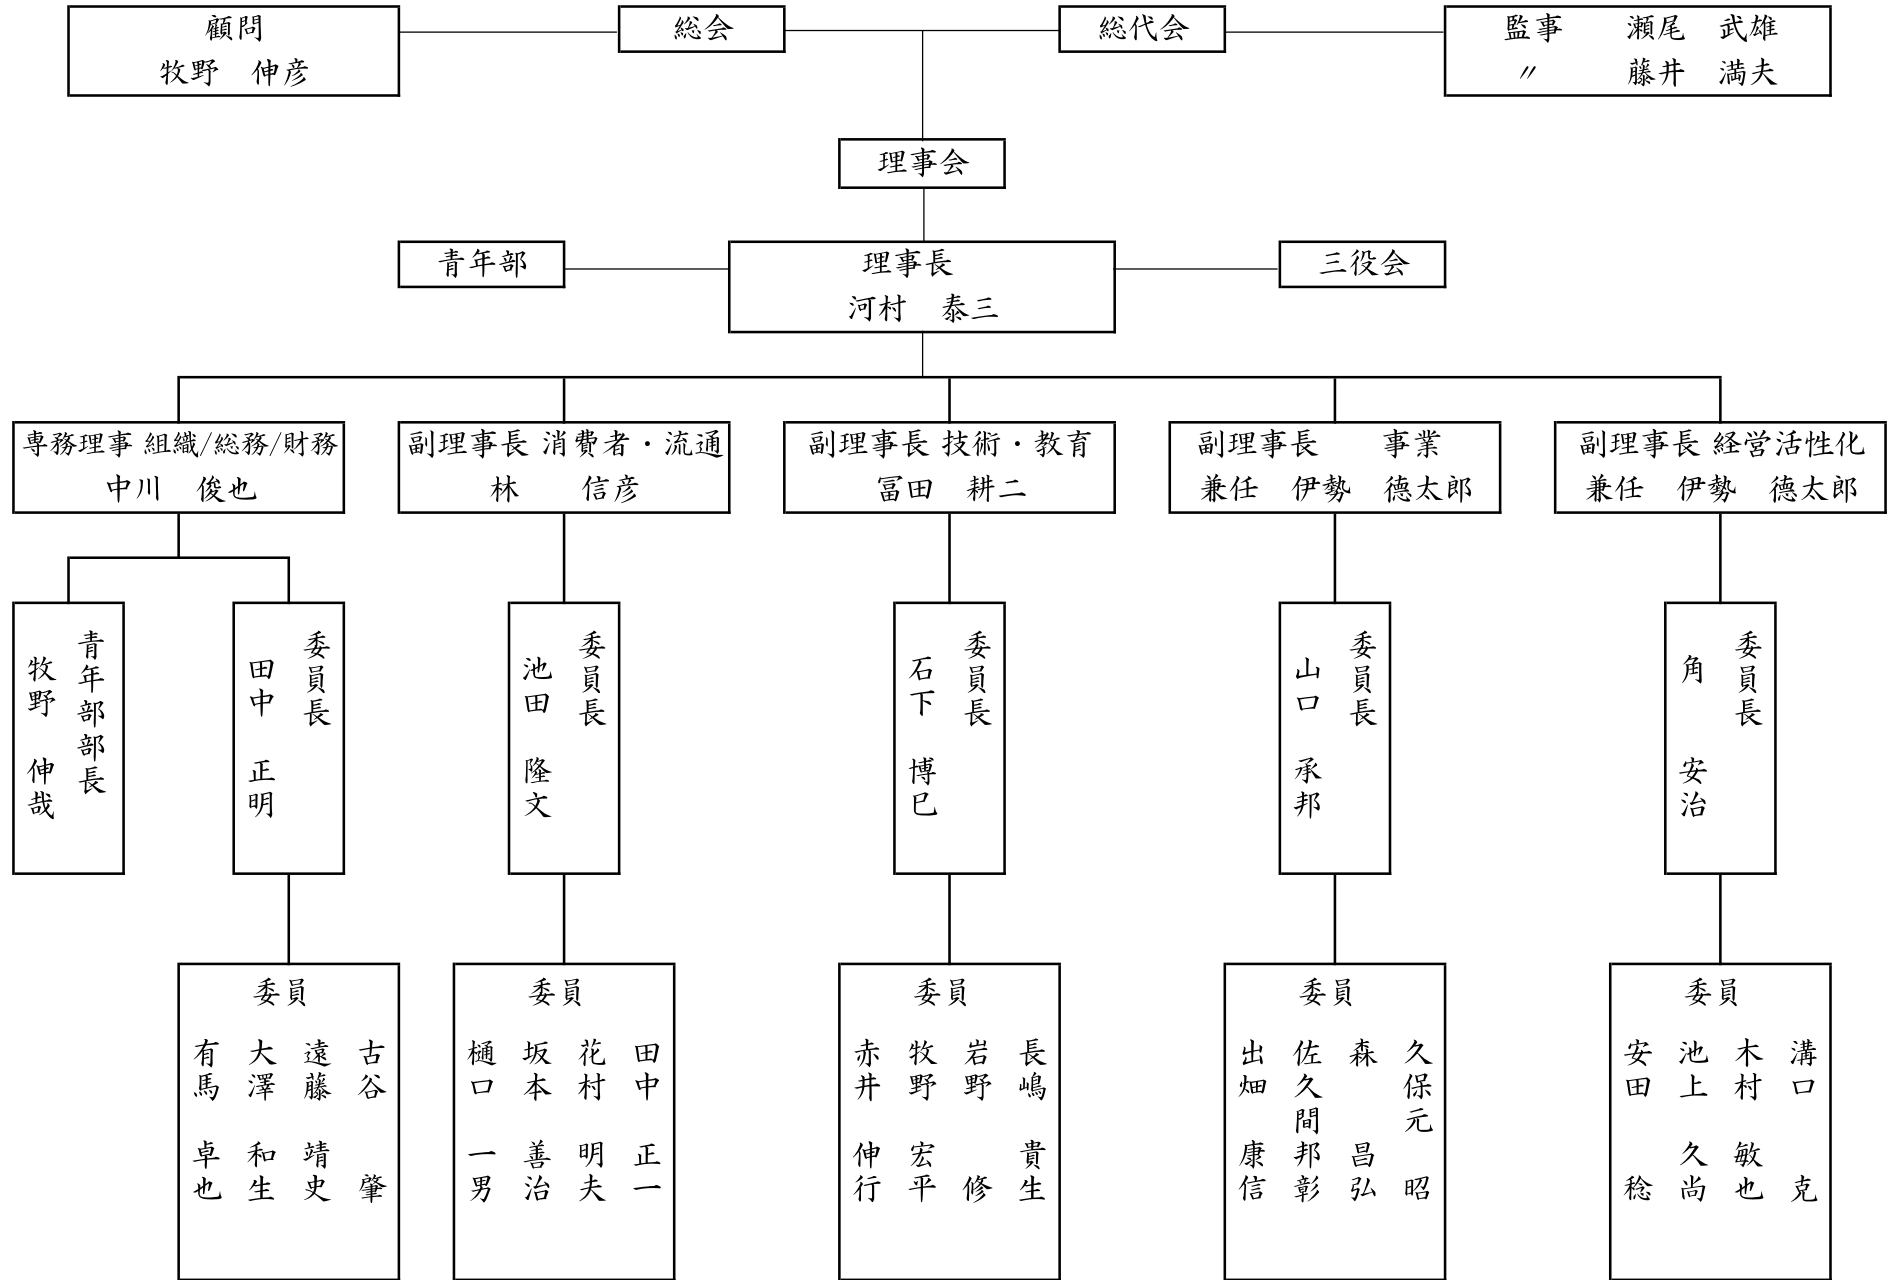 顧問
牧野　伸彦
総会
総代会
監事　　瀬尾　武雄
〃　　藤井　満夫
理事会
青年部
理事長
河村　泰三
三役会
専務理事 組織/総務/財務
中川　俊也
副理事長 消費者・流通
林　　信彦
副理事長 技術・教育
冨田　耕二
副理事長　　事業
兼任　伊勢　德太郎
副理事長 経営活性化
兼任　伊勢　德太郎
青年部部長
牧野　伸哉
委員長
田中　正明
委員長
池田　隆文
委員長
石下　博巳
委員長
山口　承邦
委員長
角　安治
委員
古谷　肇
遠藤　靖史
大澤　和生
有馬　卓也
委員
田中　正一
花村　明夫
坂本　善治
樋口　一男
委員
長嶋　貴生
岩野　修
牧野　宏平
赤井　伸行
委員
久保元　昭
森　昌弘
佐久間邦彰
出畑　康信
委員
溝口　克
木村　敏也
池上　久尚
安田　稔